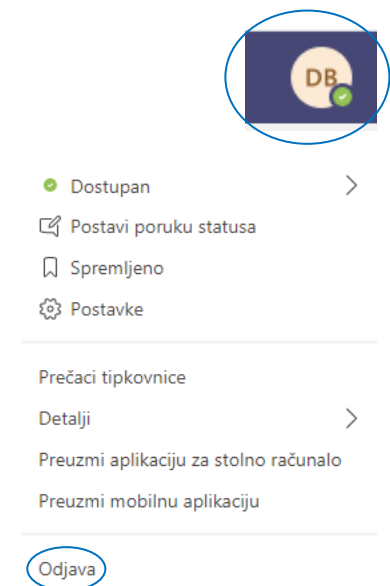 DB
Dostupan
Postavi poruku statusa
Spremljeno
Postavke
Prečaci tipkovnice
Detalji
Preuzmi aplikaciju za stolno računalo
Preuzmi mobilnu aplikaciju
Odjava